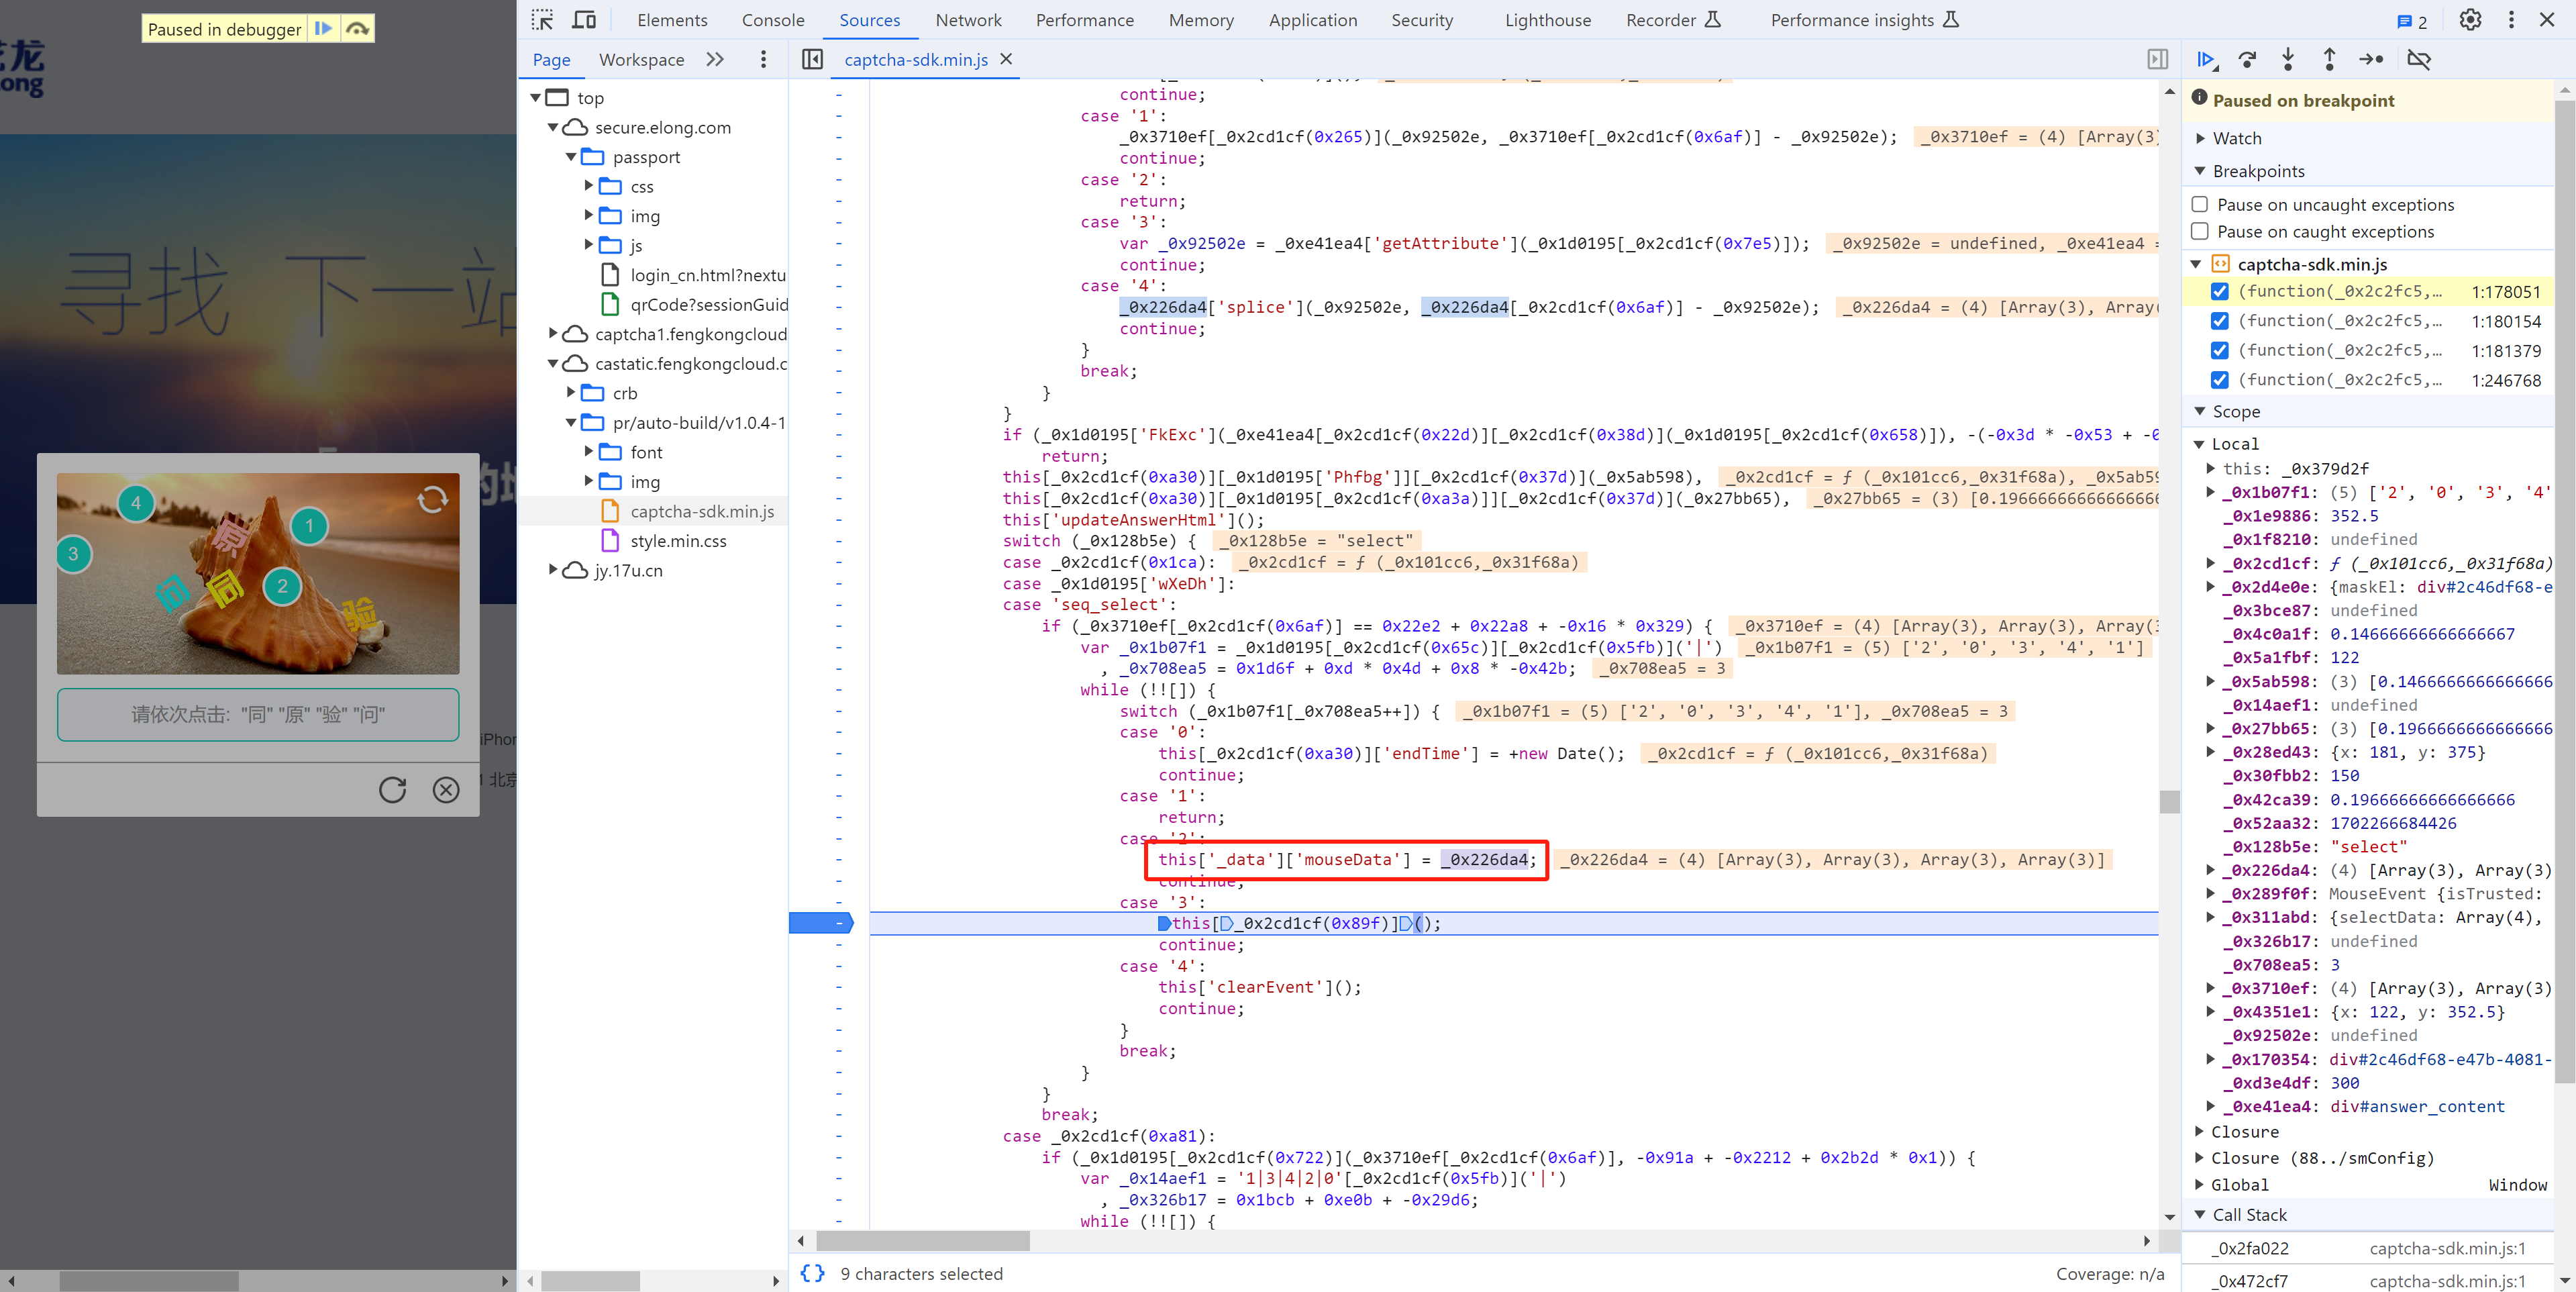 Paused in debugger
龙
ong
寻找 下一站
的
4
1
3
2
原
问
同
验
请依次点击: "同" "原" "验" "问"
iPhor
北京
Elements Console Sources Network Performance Memory Application Security Lighthouse Recorder Performance insights 2
Page Workspace
captcha-sdk.min.js
top
secure.elong.com
passport
css
img
js
login_cn.html?nextu
qrCode?sessionGuid
captcha1.fengkongcloud
castatic.fengkongcloud.c
crb
pr/auto-build/v1.0.4-1
font
img
captcha-sdk.min.js
style.min.css
jy.17u.cn
continue;
case '1':
_0x3710ef[_0x2cd1cf(0x265)](_0x92502e, _0x3710ef[_0x2cd1cf(0x6af)] - _0x92502e); _0x3710ef = (4) [Array(3)
continue;
case '2':
return;
case '3':
var _0x92502e = _0xe41ea4['getAttribute'](_0x1d0195[_0x2cd1cf(0x7e5)]); _0x92502e = undefined, _0xe41ea4 =
continue;
case '4':
_0x226da4['splice'](_0x92502e, _0x226da4[_0x2cd1cf(0x6af)] - _0x92502e); _0x226da4 = (4) [Array(3), Array(
continue;
}
break;
}
}
if (_0x1d0195['FkExc'](_0xe41ea4[_0x2cd1cf(0x22d)][_0x2cd1cf(0x38d)](_0x1d0195[_0x2cd1cf(0x658)]), -(-0x3d * -0x53 + -0
return;
this[_0x2cd1cf(0xa30)][_0x1d0195['Phfbg']][_0x2cd1cf(0x37d)](_0x5ab598), _0x2cd1cf = ƒ (_0x101cc6,_0x31f68a), _0x5ab59
this[_0x2cd1cf(0xa30)][_0x1d0195[_0x2cd1cf(0xa3a)]][_0x2cd1cf(0x37d)](_0x27bb65), _0x27bb65 = (3) [0.1966666666666666
this['updateAnswerHtml']();
switch (_0x128b5e) { _0x128b5e = "select"
case _0x2cd1cf(0x1ca): _0x2cd1cf = ƒ (_0x101cc6,_0x31f68a)
case _0x1d0195['wXeDh']:
case 'seq_select':
if (_0x3710ef[_0x2cd1cf(0x6af)] == 0x22e2 + 0x22a8 + -0x16 * 0x329) { _0x3710ef = (4) [Array(3), Array(3), Array(3
var _0x1b07f1 = _0x1d0195[_0x2cd1cf(0x65c)][_0x2cd1cf(0x5fb)]('|') _0x1b07f1 = (5) ['2', '0', '3', '4', '1']
, _0x708ea5 = 0x1d6f + 0xd * 0x4d + 0x8 * -0x42b; _0x708ea5 = 3
while (!![]) {
switch (_0x1b07f1[_0x708ea5++]) { _0x1b07f1 = (5) ['2', '0', '3', '4', '1'], _0x708ea5 = 3
case '0':
this[_0x2cd1cf(0xa30)]['endTime'] = +new Date(); _0x2cd1cf = ƒ (_0x101cc6,_0x31f68a)
continue;
case '1':
return;
case '2':
this['_data']['mouseData'] = _0x226da4; _0x226da4 = (4) [Array(3), Array(3), Array(3), Array(3)]
continue;
case '3':
this[_0x2cd1cf(0x89f)]();
continue;
case '4':
this['clearEvent']();
continue;
}
break;
}
}
break;
case _0x2cd1cf(0xa81):
if (_0x1d0195[_0x2cd1cf(0x722)](_0x3710ef[_0x2cd1cf(0x6af)], -0x91a + -0x2212 + 0x2b2d * 0x1)) {
var _0x14aef1 = '1|3|4|2|0'[_0x2cd1cf(0x5fb)]('|')
, _0x326b17 = 0x1bcb + 0xe0b + -0x29d6;
while (!![]) {
9 characters selected
Coverage: n/a
Paused on breakpoint
Watch
Breakpoints
Pause on uncaught exceptions
Pause on caught exceptions
captcha-sdk.min.js
(function(_0x2c2fc5,… 1:178051
(function(_0x2c2fc5,… 1:180154
(function(_0x2c2fc5,… 1:181379
(function(_0x2c2fc5,… 1:246768
Scope
Local
this: _0x379d2f
_0x1b07f1: (5) ['2', '0', '3', '4'
_0x1e9886: 352.5
_0x1f8210: undefined
_0x2cd1cf: ƒ (_0x101cc6,_0x31f68a)
_0x2d4e0e: {maskEl: div#2c46df68-e
_0x3bce87: undefined
_0x4c0a1f: 0.14666666666666667
_0x5a1fbf: 122
_0x5ab598: (3) [0.1466666666666666
_0x14aef1: undefined
_0x27bb65: (3) [0.1966666666666666
_0x28ed43: {x: 181, y: 375}
_0x30fbb2: 150
_0x42ca39: 0.19666666666666666
_0x52aa32: 1702266684426
_0x128b5e: "select"
_0x226da4: (4) [Array(3), Array(3)
_0x289f0f: MouseEvent {isTrusted:
_0x311abd: {selectData: Array(4),
_0x326b17: undefined
_0x708ea5: 3
_0x3710ef: (4) [Array(3), Array(3)
_0x4351e1: {x: 122, y: 352.5}
_0x92502e: undefined
_0x170354: div#2c46df68-e47b-4081-
_0xd3e4df: 300
_0xe41ea4: div#answer_content
Closure
Closure (88../smConfig)
Global Window
Call Stack
_0x2fa022 captcha-sdk.min.js:1
_0x472cf7 captcha-sdk.min.js:1